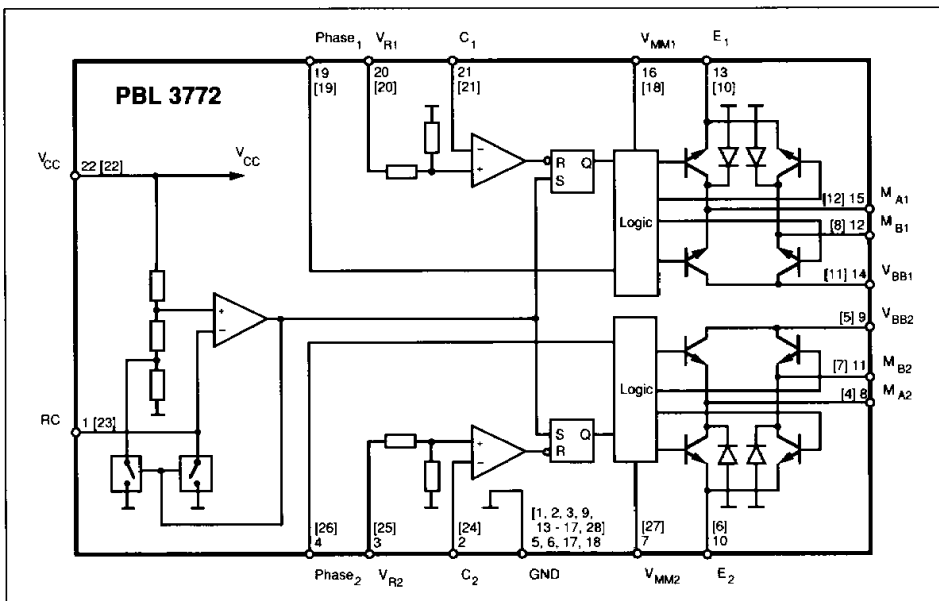 Phase1 VR1 C1 VMM1 E1
19 20 21 16 13
[19] [20] [21] [18] [10]
PBL 3772
VCC 22 [22] VCC
R Q
S
Logic
[12] 15 MA1
[8] 12 MB1
[11] 14 VBB1
+
−
[5] 9 VBB2
[7] 11 MB2
[4] 8 MA2
Logic
RC 1 [23]
S Q
R
+
−
[1, 2, 3, 9,
13 - 17, 28]
5, 6, 17, 18
[26] [25] [24] [27] [6]
4 3 2 7 10
Phase2 VR2 C2 GND VMM2 E2